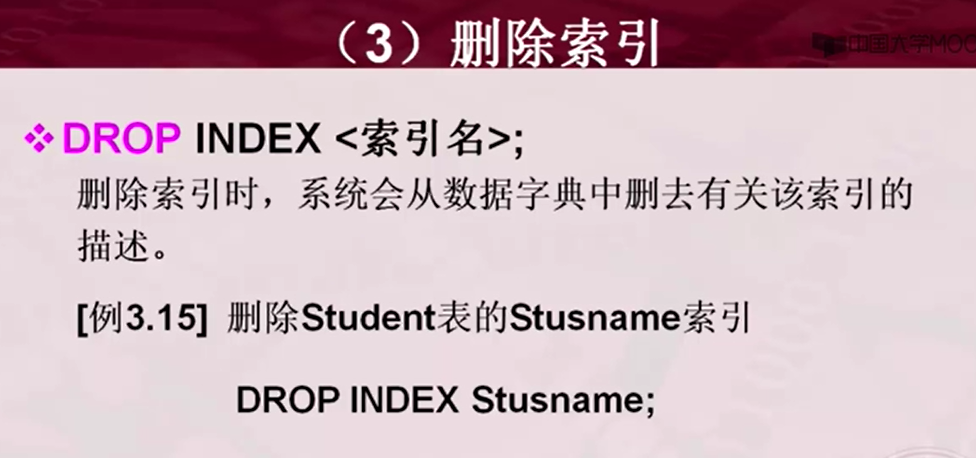 （3）删除索引
中国大学MOO
❖DROP INDEX <索引名>;
删除索引时，系统会从数据字典中删去有关该索引的
描述。
[例3.15] 删除Student表的Stusname索引
DROP INDEX Stusname;